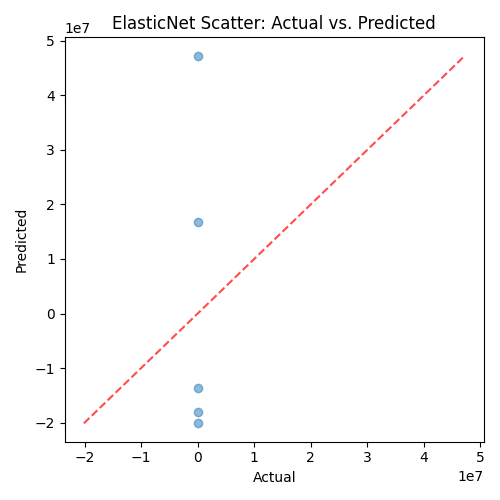 ElasticNet Scatter: Actual vs. Predicted
1e7
5
4
3
2
1
0
−1
−2
Predicted
−2 −1 0 1 2 3 4 5
1e7
Actual